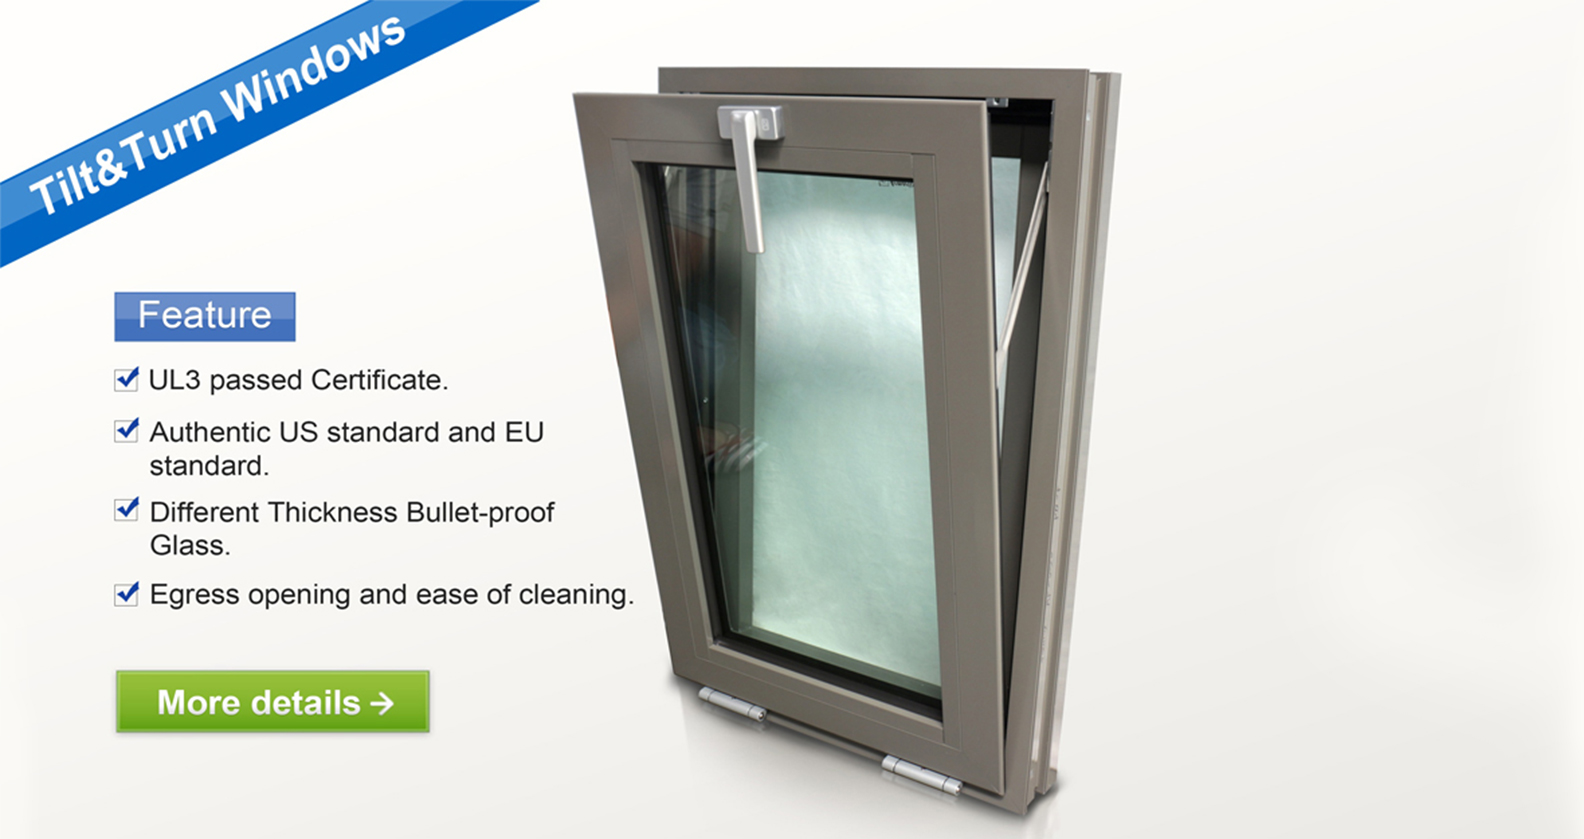 Tilt&Turn Windows
Feature
UL3 passed Certificate.
Authentic US standard and EU
standard.
Different Thickness Bullet-proof
Glass.
Egress opening and ease of cleaning.
More details →